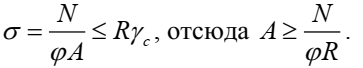 σ = N/(φA) ≤ Rγ_c, отсюда A ≥ N/(φR).